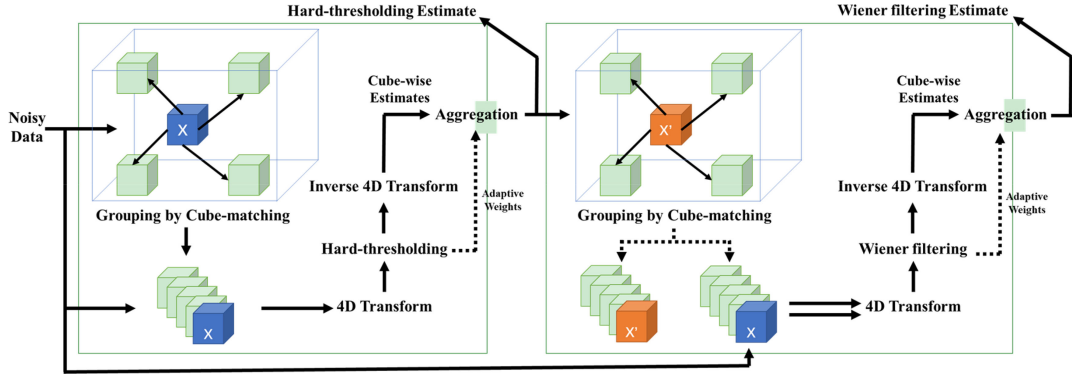 Hard-thresholding Estimate
Wiener filtering Estimate
Noisy
Data
X
Grouping by Cube-matching
X
4D Transform
Hard-thresholding
Inverse 4D Transform
Cube-wise
Estimates
Aggregation
Adaptive
Weights
X'
Grouping by Cube-matching
X'
X
4D Transform
Wiener filtering
Inverse 4D Transform
Cube-wise
Estimates
Aggregation
Adaptive
Weights